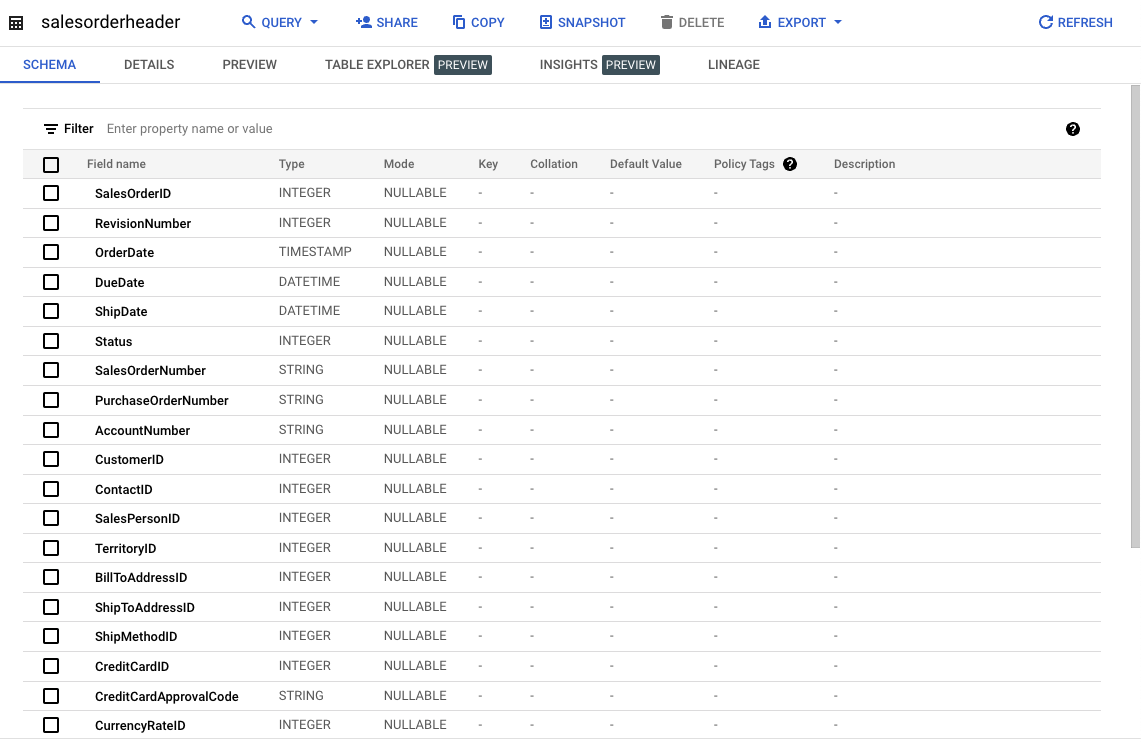 salesorderheader QUERY SHARE COPY SNAPSHOT DELETE EXPORT REFRESH
SCHEMA DETAILS PREVIEW TABLE EXPLORER PREVIEW INSIGHTS PREVIEW LINEAGE
Filter Enter property name or value ?
Field name Type Mode Key Collation Default Value Policy Tags ? Description
SalesOrderID INTEGER NULLABLE - - - - -
RevisionNumber INTEGER NULLABLE - - - - -
OrderDate TIMESTAMP NULLABLE - - - - -
DueDate DATETIME NULLABLE - - - - -
ShipDate DATETIME NULLABLE - - - - -
Status INTEGER NULLABLE - - - - -
SalesOrderNumber STRING NULLABLE - - - - -
PurchaseOrderNumber STRING NULLABLE - - - - -
AccountNumber STRING NULLABLE - - - - -
CustomerID INTEGER NULLABLE - - - - -
ContactID INTEGER NULLABLE - - - - -
SalesPersonID INTEGER NULLABLE - - - - -
TerritoryID INTEGER NULLABLE - - - - -
BillToAddressID INTEGER NULLABLE - - - - -
ShipToAddressID INTEGER NULLABLE - - - - -
ShipMethodID INTEGER NULLABLE - - - - -
CreditCardID INTEGER NULLABLE - - - - -
CreditCardApprovalCode STRING NULLABLE - - - - -
CurrencyRateID INTEGER NULLABLE - - - - -